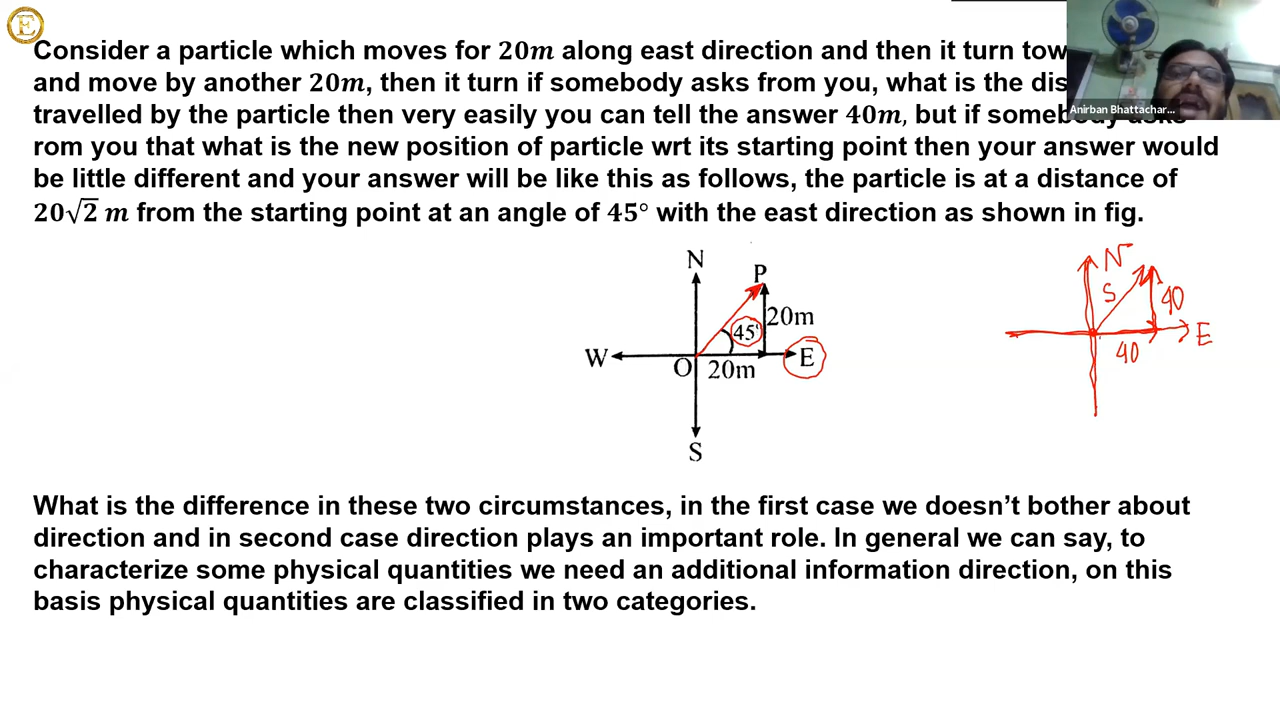 E
Consider a particle which moves for 20m along east direction and then it turn tow
and move by another 20m, then it turn if somebody asks from you, what is the dis
Anirban Bhattachar...
travelled by the particle then very easily you can tell the answer 40m, but if somebody asks
rom you that what is the new position of particle wrt its starting point then your answer would
be little different and your answer will be like this as follows, the particle is at a distance of
20√2 m from the starting point at an angle of 45° with the east direction as shown in fig.
N
P
45°
20m
W
O
20m
E
S
N
S
40
E
40
What is the difference in these two circumstances, in the first case we doesn't bother about
direction and in second case direction plays an important role. In general we can say, to
characterize some physical quantities we need an additional information direction, on this
basis physical quantities are classified in two categories.